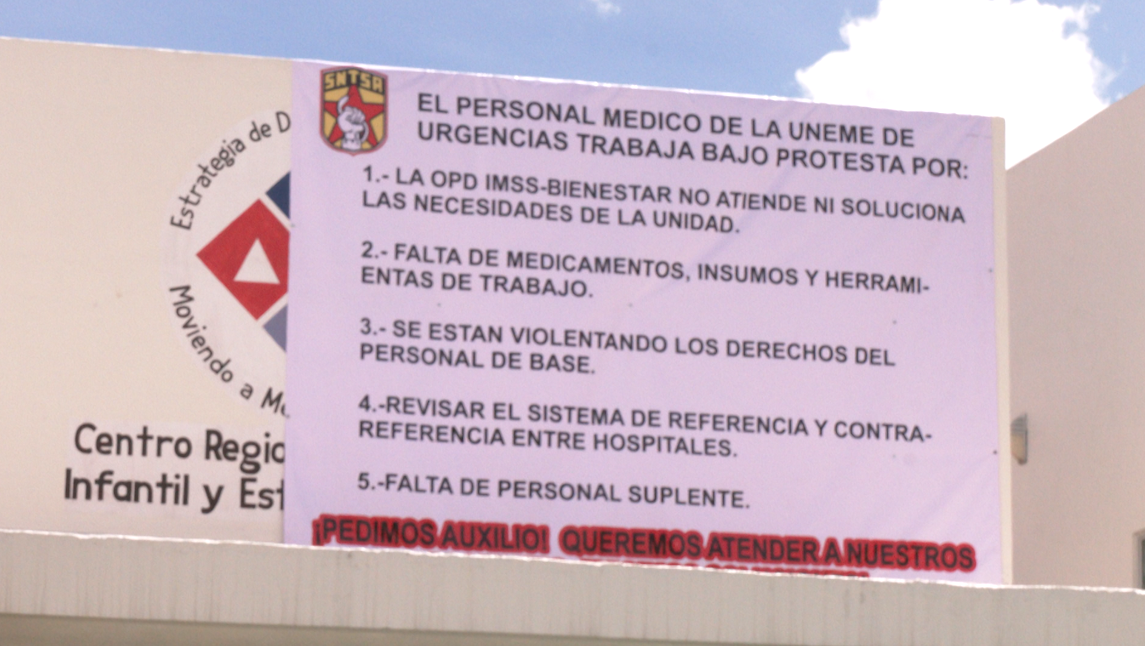 Estrategia de D
Moviendo a M
Centro Regio
Infantil y Est
SNTSA
EL PERSONAL MEDICO DE LA UNEME DE
URGENCIAS TRABAJA BAJO PROTESTA POR:
1.- LA OPD IMSS-BIENESTAR NO ATIENDE NI SOLUCIONA
LAS NECESIDADES DE LA UNIDAD.
2.- FALTA DE MEDICAMENTOS, INSUMOS Y HERRAMI-
ENTAS DE TRABAJO.
3.- SE ESTAN VIOLENTANDO LOS DERECHOS DEL
PERSONAL DE BASE.
4.-REVISAR EL SISTEMA DE REFERENCIA Y CONTRA-
REFERENCIA ENTRE HOSPITALES.
5.-FALTA DE PERSONAL SUPLENTE.
¡PEDIMOS AUXILIO! QUEREMOS ATENDER A NUESTROS